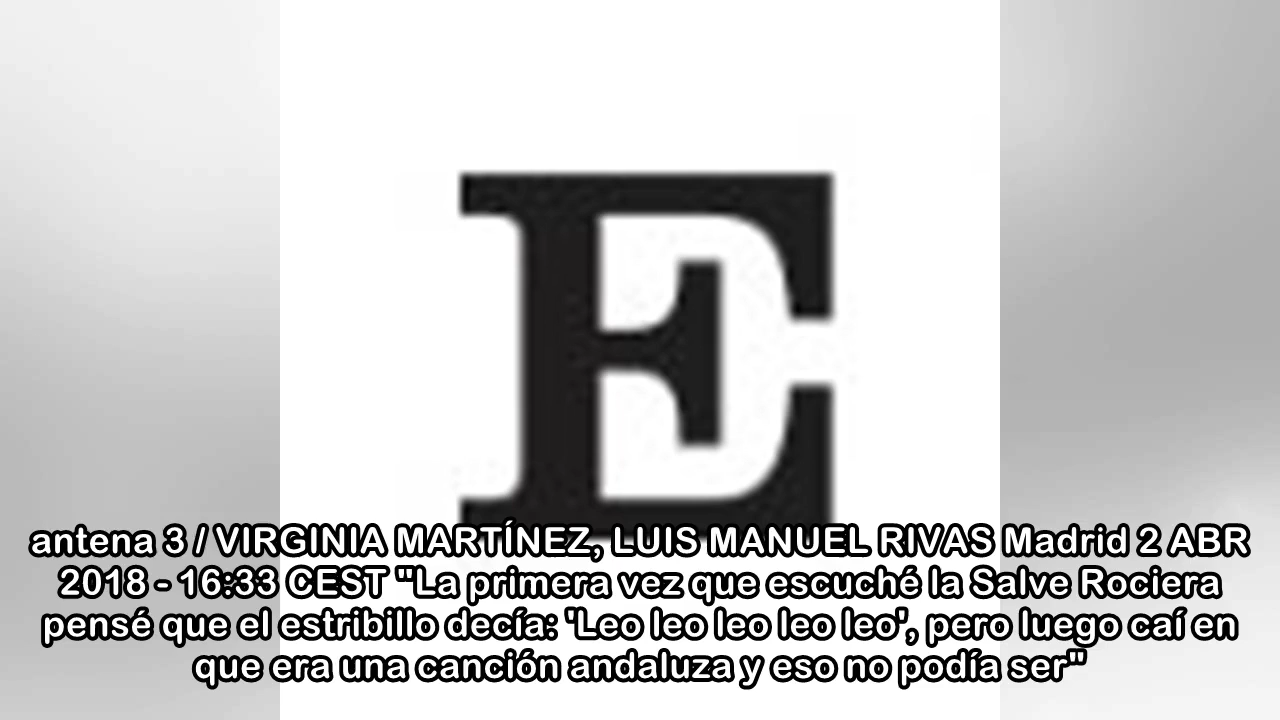 E
antena 3 / VIRGINIA MARTÍNEZ, LUIS MANUEL RIVAS Madrid 2 ABR
2018 - 16:33 CEST "La primera vez que escuché la Salve Rociera
pensé que el estribillo decía: 'Leo leo leo leo leo', pero luego caí en
que era una canción andaluza y eso no podía ser"